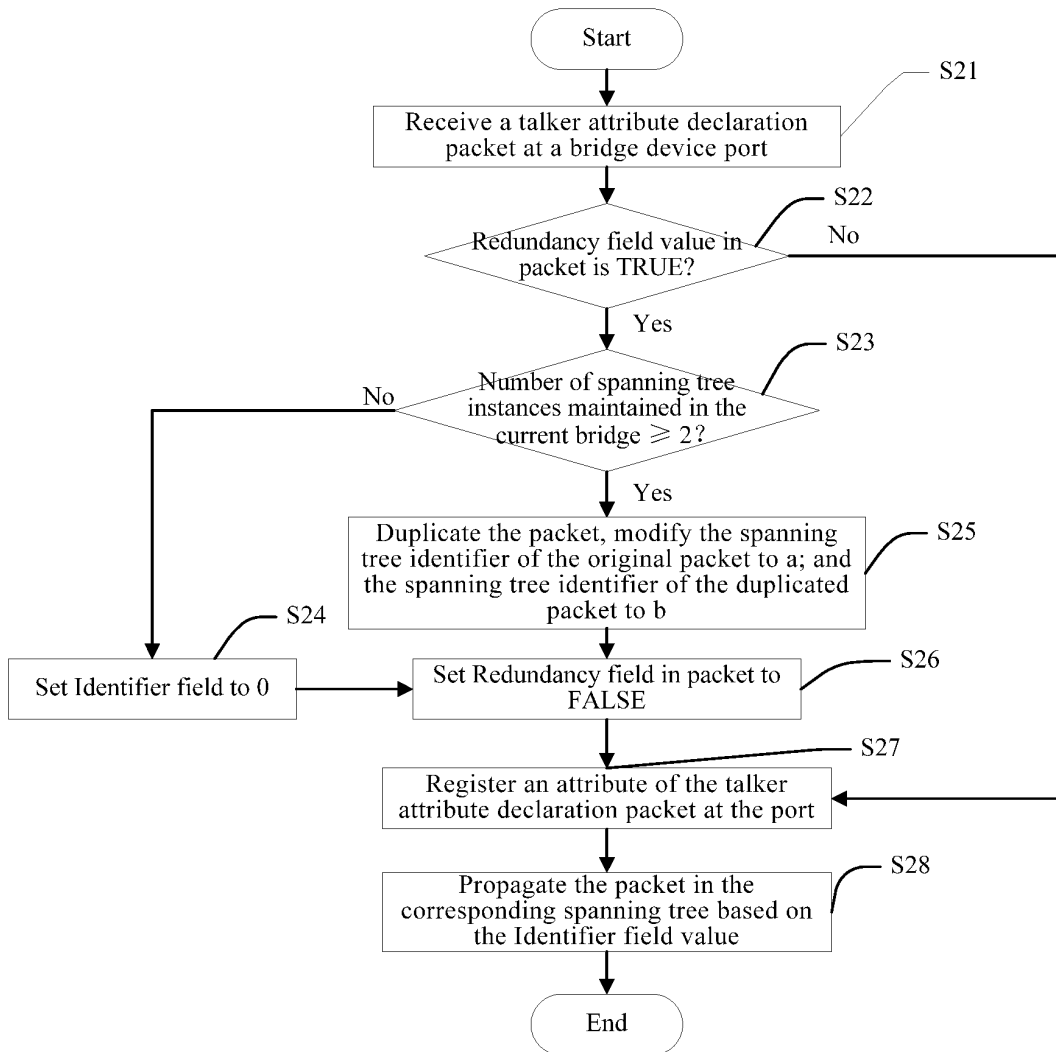 Start
S21
Receive a talker attribute declaration
packet at a bridge device port
S22
Redundancy field value in
packet is TRUE?
No
Yes
S23
Number of spanning tree
instances maintained in the
current bridge ≥ 2?
No
Yes
Duplicate the packet, modify the spanning
tree identifier of the original packet to a; and
the spanning tree identifier of the duplicated
packet to b
S25
S24
Set Identifier field to 0
Set Redundancy field in packet to
FALSE
S26
S27
Register an attribute of the talker
attribute declaration packet at the port
S28
Propagate the packet in the
corresponding spanning tree based on
the Identifier field value
End